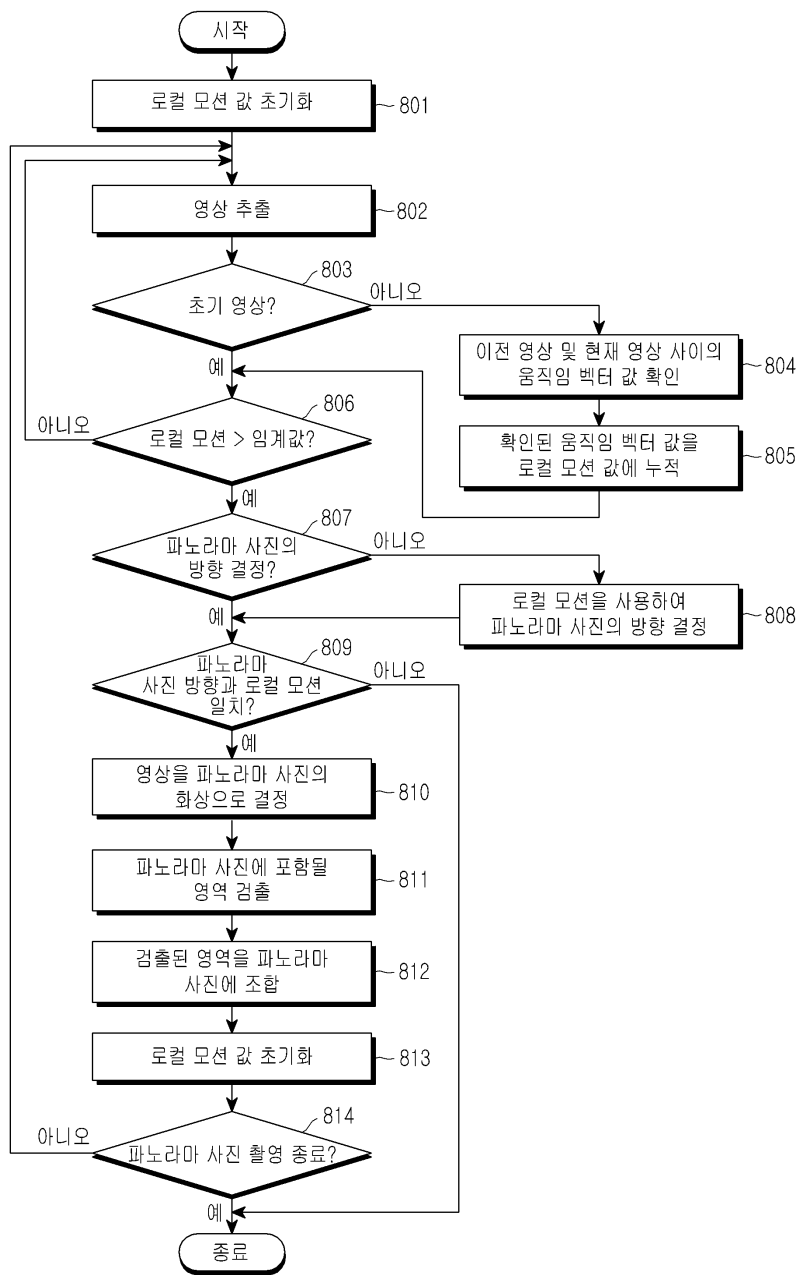 시작
로컬 모션 값 초기화
801
영상 추출
802
803
초기 영상?
아니오
예
이전 영상 및 현재 영상 사이의
움직임 벡터 값 확인
804
확인된 움직임 벡터 값을
로컬 모션 값에 누적
805
806
아니오
로컬 모션 > 임계값?
예
807
파노라마 사진의
방향 결정?
아니오
예
로컬 모션을 사용하여
파노라마 사진의 방향 결정
808
809
파노라마
사진 방향과 로컬 모션
일치?
아니오
예
영상을 파노라마 사진의
화상으로 결정
810
파노라마 사진에 포함될
영역 검출
811
검출된 영역을 파노라마
사진에 조합
812
로컬 모션 값 초기화
813
814
아니오
파노라마 사진 촬영 종료?
예
종료